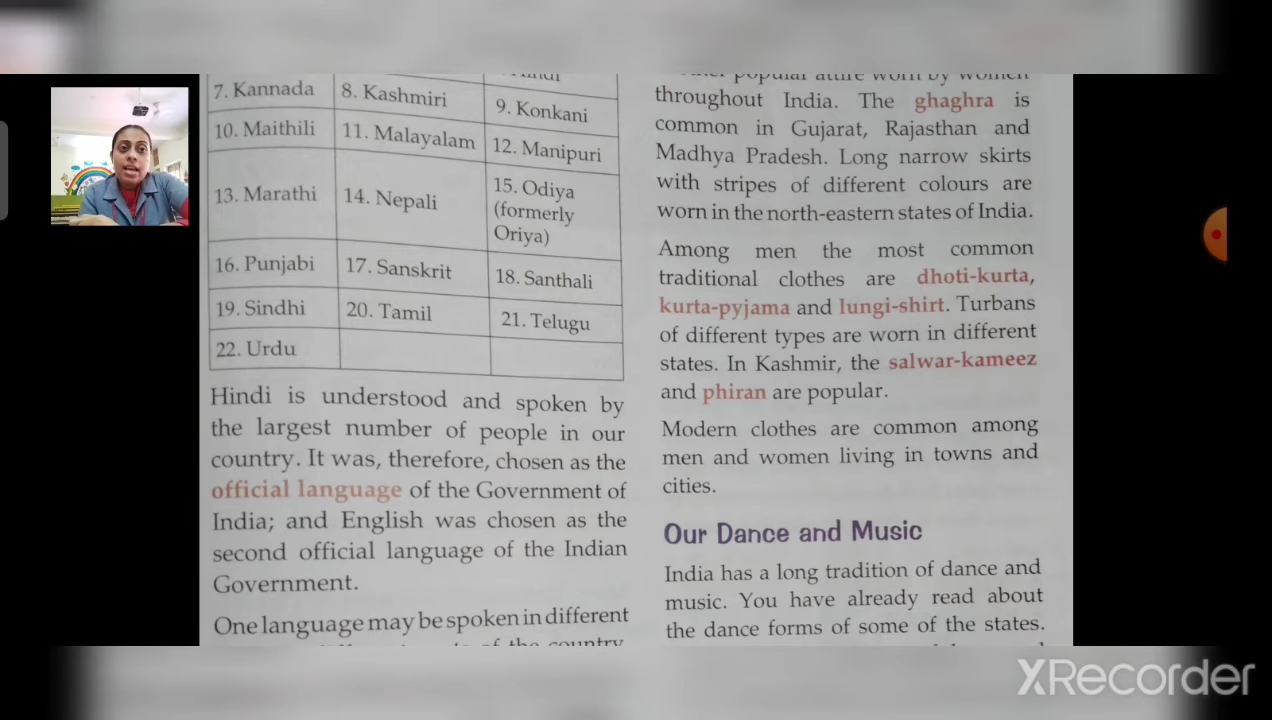 7. Kannada 8. Kashmiri 9. Konkani
10. Maithili 11. Malayalam 12. Manipuri
13. Marathi 14. Nepali 15. Odiya
(formerly
Oriya)
16. Punjabi 17. Sanskrit 18. Santhali
19. Sindhi 20. Tamil 21. Telugu
22. Urdu
Hindi is understood and spoken by
the largest number of people in our
country. It was, therefore, chosen as the
official language of the Government of
India; and English was chosen as the
second official language of the Indian
Government.
One language may be spoken in different
of the country
popular attire worn by women
throughout India. The ghaghra is
common in Gujarat, Rajasthan and
Madhya Pradesh. Long narrow skirts
with stripes of different colours are
worn in the north-eastern states of India.
Among men the most common
traditional clothes are dhoti-kurta,
kurta-pyjama and lungi-shirt. Turbans
of different types are worn in different
states. In Kashmir, the salwar-kameez
and phiran are popular.
Modern clothes are common among
men and women living in towns and
cities.
Our Dance and Music
India has a long tradition of dance and
music. You have already read about
the dance forms of some of the states.
XRecorder